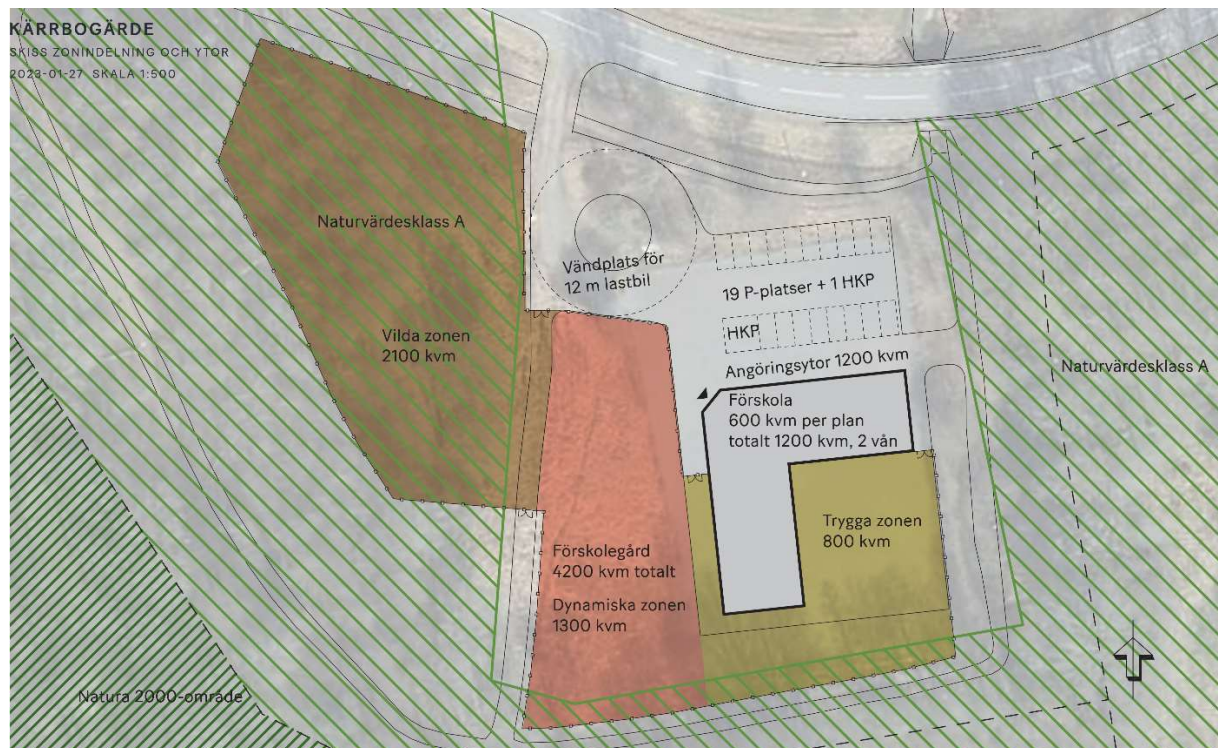 KÄRRBOGÄRDE
SKISS ZONINDELNING OCH YTOR
2023-01-27 SKALA 1:500
Naturvärdesklass A
Vändplats för
12 m lastbil
19 P-platser + 1 HKP
HKP
Vilda zonen
2100 kvm
Angöringsytor 1200 kvm
Naturvärdesklass A
Förskola
600 kvm per plan
totalt 1200 kvm, 2 vån
Trygga zonen
800 kvm
Förskolegård
4200 kvm totalt
Dynamiska zonen
1300 kvm
Natura 2000-område